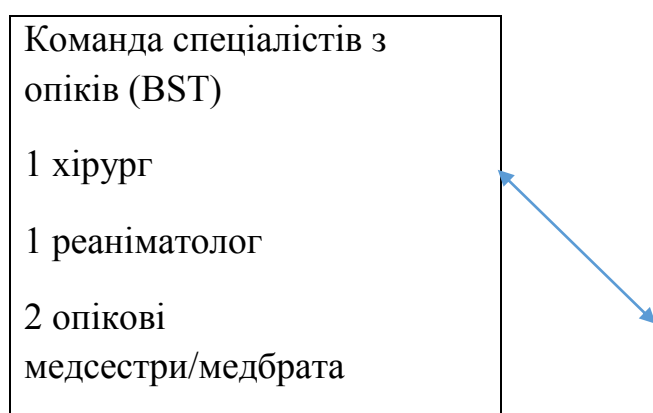 Команда спеціалістів з
опіків (BST)
1 хірург
1 реаніматолог
2 опікові
медсестри/медбрата